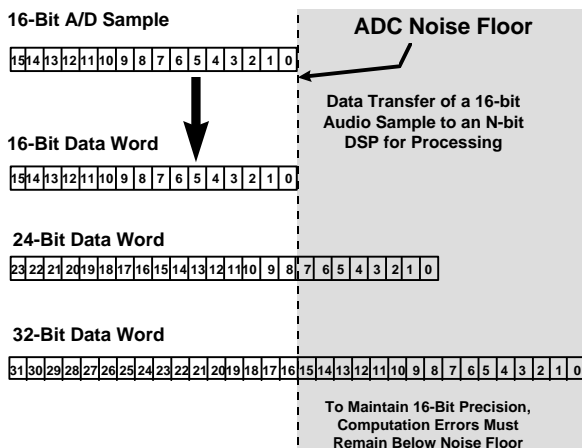 16-Bit A/D Sample
ADC Noise Floor
15 14 13 12 11 10 9 8 7 6 5 4 3 2 1 0
Data Transfer of a 16-bit
Audio Sample to an N-bit
DSP for Processing
16-Bit Data Word
15 14 13 12 11 10 9 8 7 6 5 4 3 2 1 0
24-Bit Data Word
23 22 21 20 19 18 17 16 15 14 13 12 11 10 9 8 7 6 5 4 3 2 1 0
32-Bit Data Word
31 30 29 28 27 26 25 24 23 22 21 20 19 18 17 16 15 14 13 12 11 10 9 8 7 6 5 4 3 2 1 0
To Maintain 16-Bit Precision,
Computation Errors Must
Remain Below Noise Floor